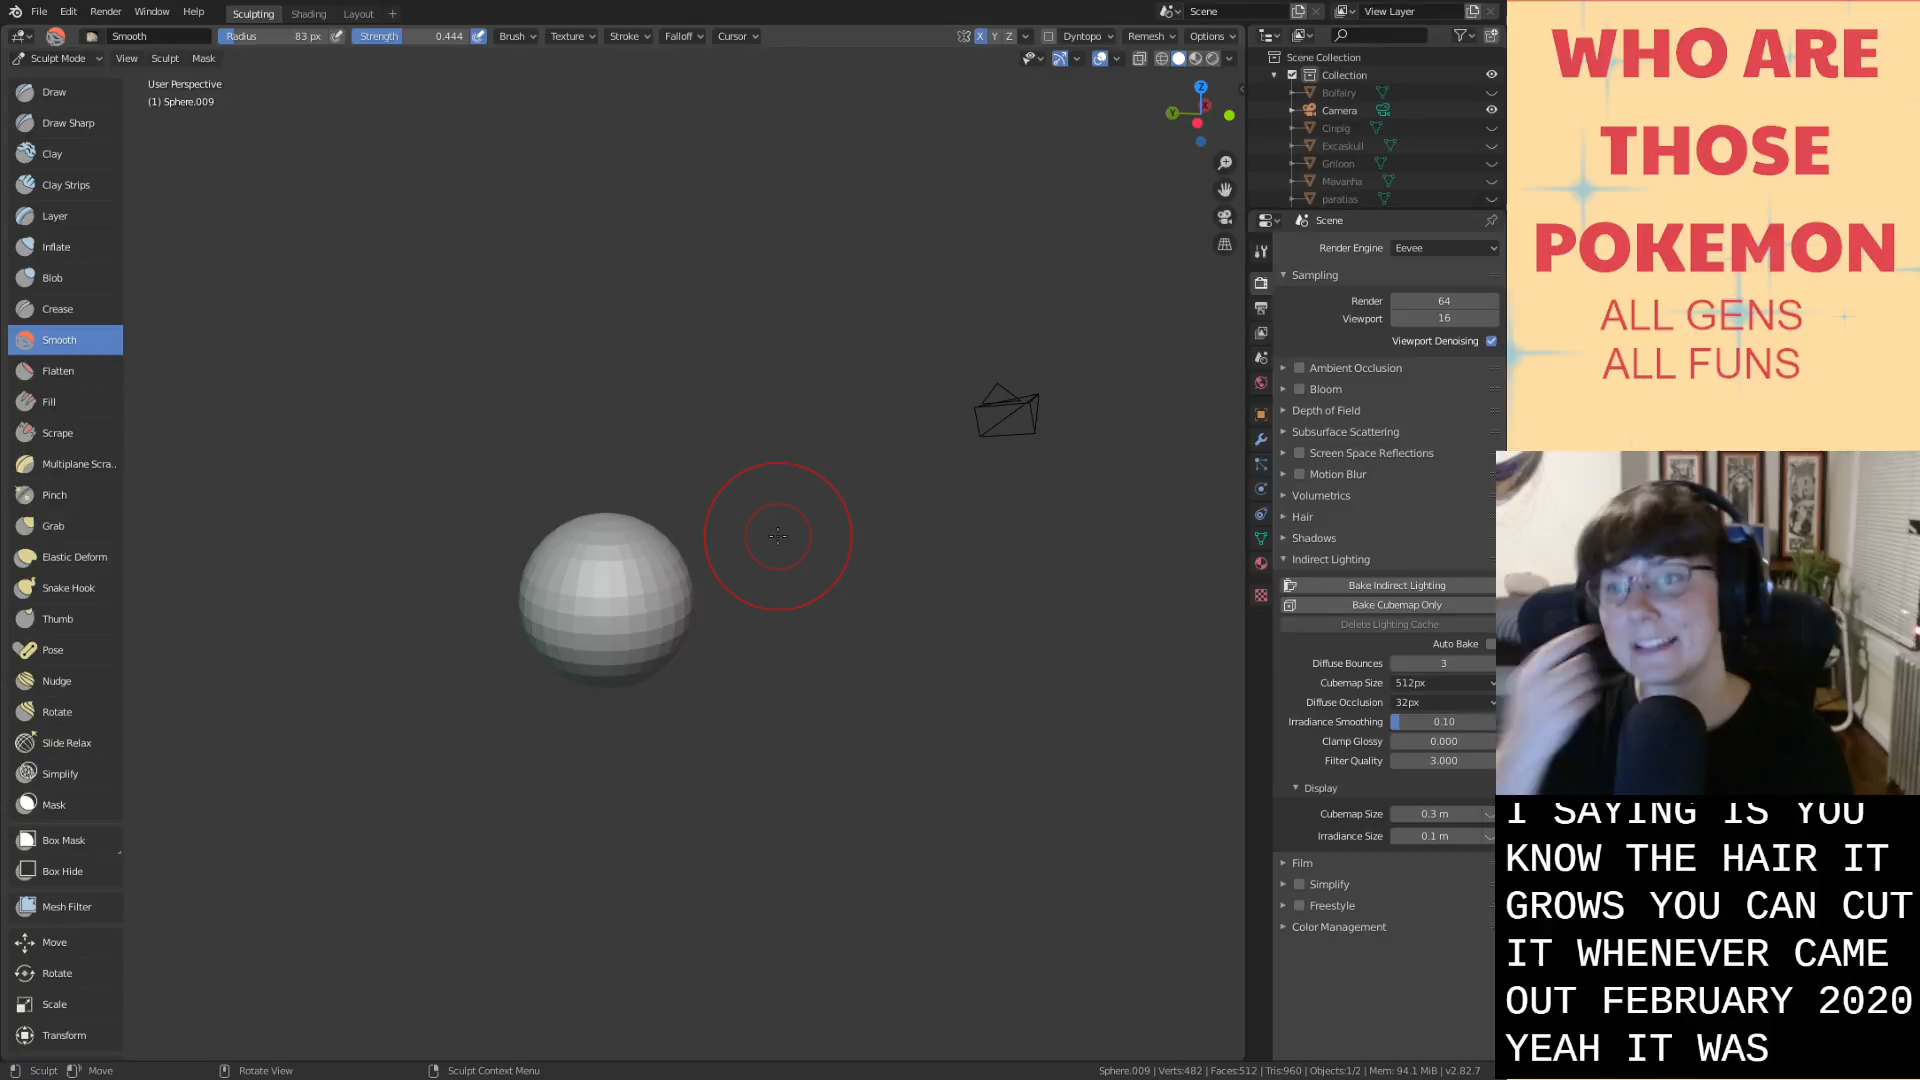 File Edit Render Window Help Sculpting Shading Layout + Scene View Layer
Smooth Radius 83 px Strength 0.444 Brush Texture Stroke Falloff Cursor X Y Z Dyntopo Remesh Options
Sculpt Mode View Sculpt Mask
User Perspective
(1) Sphere.009
Draw
Draw Sharp
Clay
Clay Strips
Layer
Inflate
Blob
Crease
Smooth
Flatten
Fill
Scrape
Multiplane Scra..
Pinch
Grab
Elastic Deform
Snake Hook
Thumb
Pose
Nudge
Rotate
Slide Relax
Simplify
Mask
Box Mask
Box Hide
Mesh Filter
Move
Rotate
Scale
Transform
Z
X
Y
Scene Collection
Collection
Bolfairy
Camera
Cinpig
Excaskull
Griloon
Mavanha
paratias
Scene
Render Engine Eevee
Sampling
Render 64
Viewport 16
Viewport Denoising
Ambient Occlusion
Bloom
Depth of Field
Subsurface Scattering
Screen Space Reflections
Motion Blur
Volumetrics
Hair
Shadows
Indirect Lighting
Bake Indirect Lighting
Bake Cubemap Only
Delete Lighting Cache
Auto Bake
Diffuse Bounces 3
Cubemap Size 512px
Diffuse Occlusion 32px
Irradiance Smoothing 0.10
Clamp Glossy 0.000
Filter Quality 3.000
Display
Cubemap Size 0.3 m
Irradiance Size 0.1 m
Film
Simplify
Freestyle
Color Management
WHO ARE
THOSE
POKEMON
ALL GENS
ALL FUNS
I SAYING IS YOU
KNOW THE HAIR IT
GROWS YOU CAN CUT
IT WHENEVER CAME
OUT FEBRUARY 2020
YEAH IT WAS
Sculpt Move Rotate View Sculpt Context Menu Sphere.009 | Verts:482 | Faces:512 | Tris:960 | Objects:1/2 | Mem: 94.1 MiB | v2.82.7